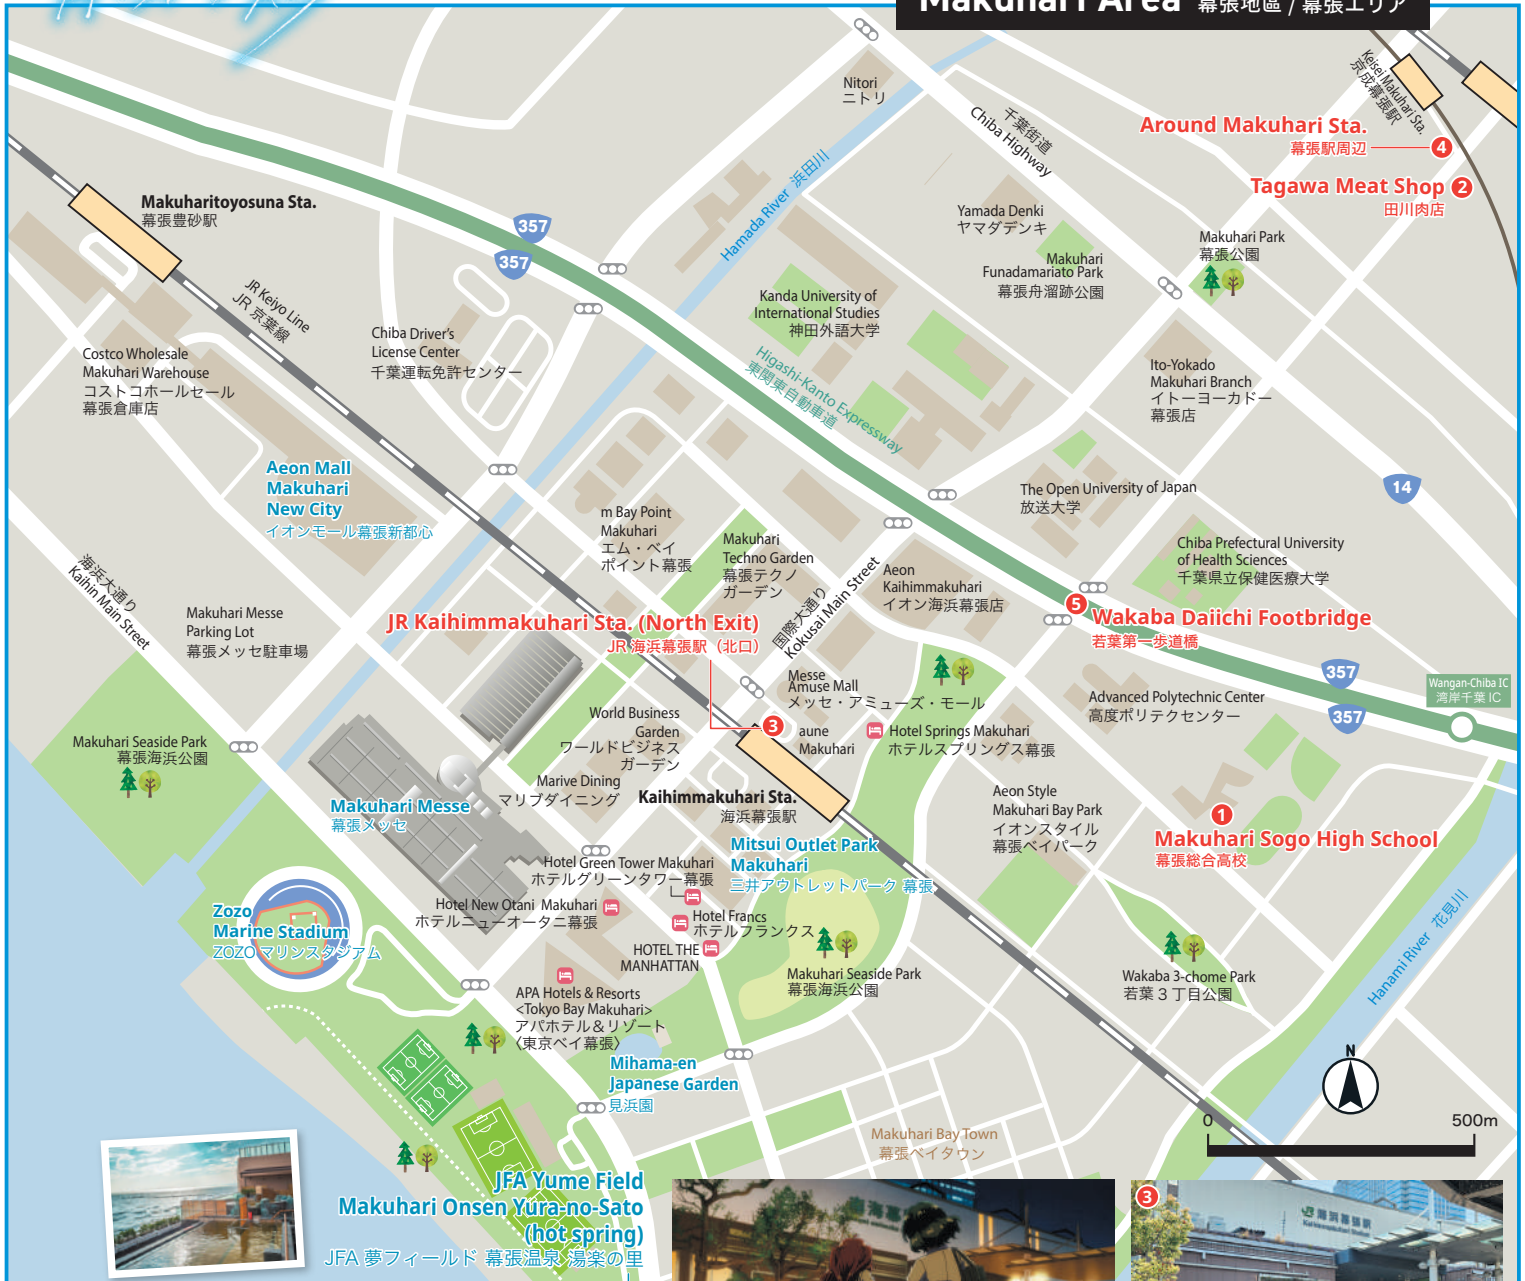 Makuhari Area 幕張地區 / 幕張エリア
Keisei Makuhari Sta.
京成幕張駅
Nitori
ニトリ
千葉街道
Chiba Highway
Around Makuhari Sta.
幕張駅周辺
4
Tagawa Meat Shop 2
田川肉店
Hamada River 浜田川
Makuharitoyosuna Sta.
幕張豊砂駅
357
357
Yamada Denki
ヤマダデンキ
Makuhari
Funadamariato Park
幕張舟溜跡公園
Makuhari Park
幕張公園
JR Keiyo Line
JR 京葉線
Kanda University of
International Studies
神田外語大学
Chiba Driver's
License Center
千葉運転免許センター
Costco Wholesale
Makuhari Warehouse
コストコホールセール
幕張倉庫店
Higashi-Kanto Expressway
東関東自動車道
Ito-Yokado
Makuhari Branch
イトーヨーカドー
幕張店
Aeon Mall
Makuhari
New City
イオンモール幕張新都心
14
The Open University of Japan
放送大学
m Bay Point
Makuhari
エム・ベイ
ポイント幕張
Makuhari
Techno Garden
幕張テクノ
ガーデン
Chiba Prefectural University
of Health Sciences
千葉県立保健医療大学
国際大通り
Kokusai Main Street
Aeon
Kaihimmakuhari
イオン海浜幕張店
海浜大通り
Kaihin Main Street
Makuhari Messe
Parking Lot
幕張メッセ駐車場
JR Kaihimmakuhari Sta. (North Exit)
JR 海浜幕張駅（北口）
5
Wakaba Daiichi Footbridge
若葉第一歩道橋
357
357
Wangan-Chiba IC
湾岸千葉 IC
Messe
Amuse Mall
メッセ・アミューズ・モール
Advanced Polytechnic Center
高度ポリテクセンター
World Business
Garden
ワールドビジネス
ガーデン
3
aune
Makuhari
Hotel Springs Makuhari
ホテルスプリングス幕張
Makuhari Seaside Park
幕張海浜公園
Marive Dining
マリブダイニング
Kaihimmakuhari Sta.
海浜幕張駅
Aeon Style
Makuhari Bay Park
イオンスタイル
幕張ベイパーク
Makuhari Messe
幕張メッセ
1
Makuhari Sogo High School
幕張総合高校
Mitsui Outlet Park
Makuhari
三井アウトレットパーク 幕張
Hotel Green Tower Makuhari
ホテルグリーンタワー幕張
Hotel New Otani Makuhari
ホテルニューオータニ幕張
Hotel Francs
ホテルフランクス
HOTEL THE
MANHATTAN
Zozo
Marine Stadium
ZOZO マリンスタジアム
Makuhari Seaside Park
幕張海浜公園
Wakaba 3-chome Park
若葉 3 丁目公園
Hanami River 花見川
APA Hotels & Resorts
<Tokyo Bay Makuhari>
アパホテル＆リゾート
〈東京ベイ幕張〉
Mihama-en
Japanese Garden
見浜園
N
0 500m
Makuhari Bay Town
幕張ベイタウン
JFA Yume Field
Makuhari Onsen Yura-no-Sato
(hot spring)
JFA 夢フィールド 幕張温泉 湯楽の里
3
海浜幕張駅